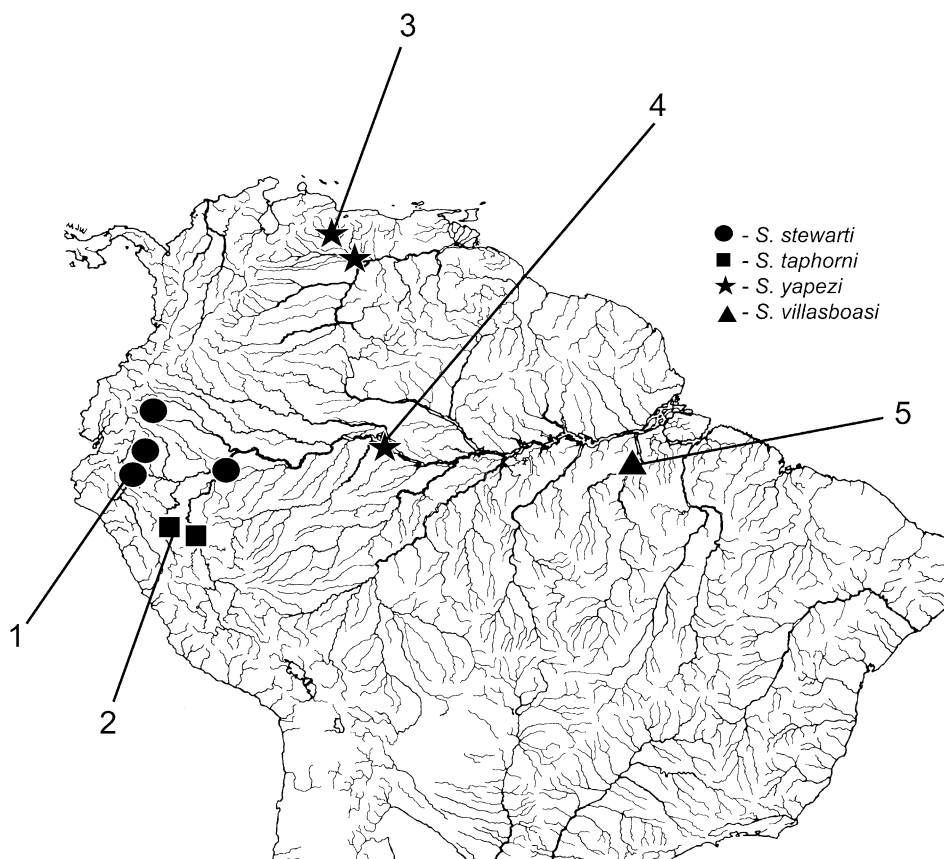 3
4
- S. stewarti
- S. taphorni
- S. yapezi
- S. villasboasi
5
1
2